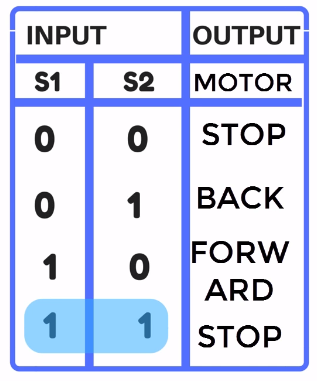 INPUT OUTPUT
S1 S2 MOTOR
0 0 STOP
0 1 BACK
1 0 FORW
ARD
1 1 STOP